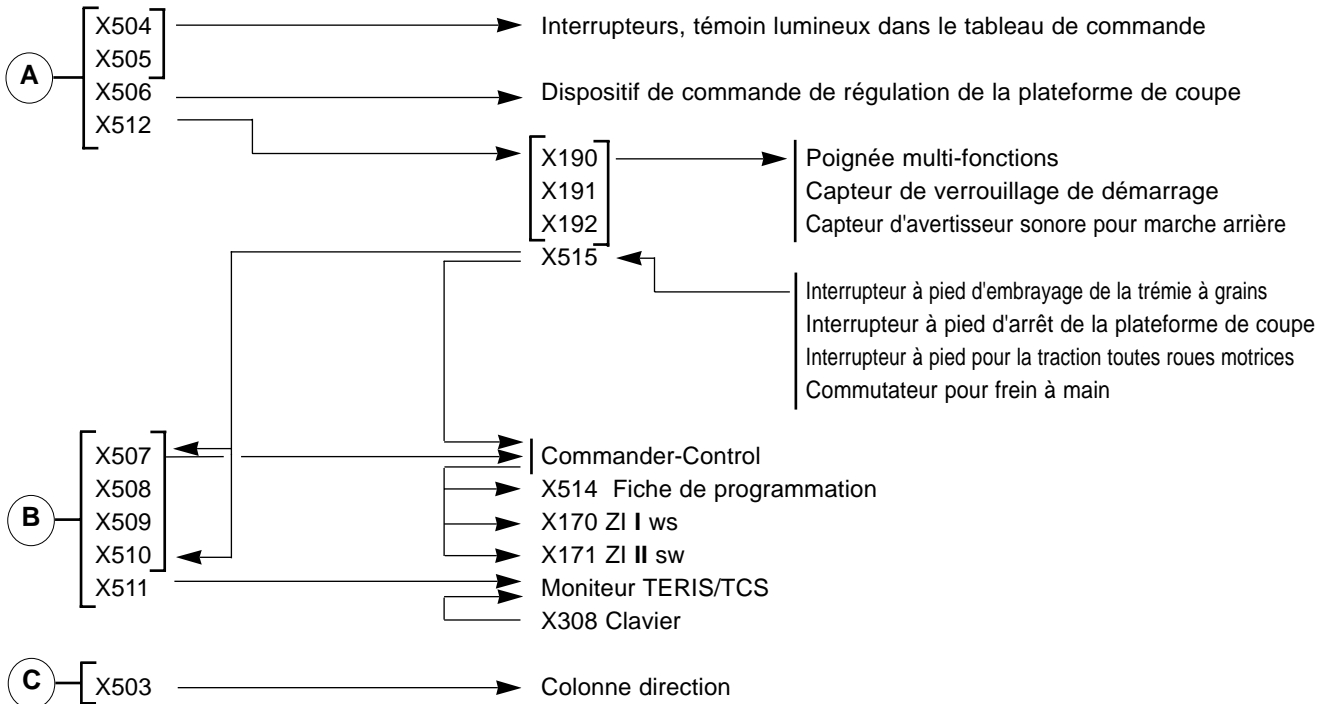 A
X504
X505
X506
X512
Interrupteurs, témoin lumineux dans le tableau de commande
Dispositif de commande de régulation de la plateforme de coupe
X190
X191
X192
X515
Poignée multi-fonctions
Capteur de verrouillage de démarrage
Capteur d'avertisseur sonore pour marche arrière
Interrupteur à pied d'embrayage de la trémie à grains
Interrupteur à pied d'arrêt de la plateforme de coupe
Interrupteur à pied pour la traction toutes roues motrices
Commutateur pour frein à main
B
X507
X508
X509
X510
X511
Commander-Control
X514 Fiche de programmation
X170 ZI I ws
X171 ZI II sw
Moniteur TERIS/TCS
X308 Clavier
C
X503
Colonne direction